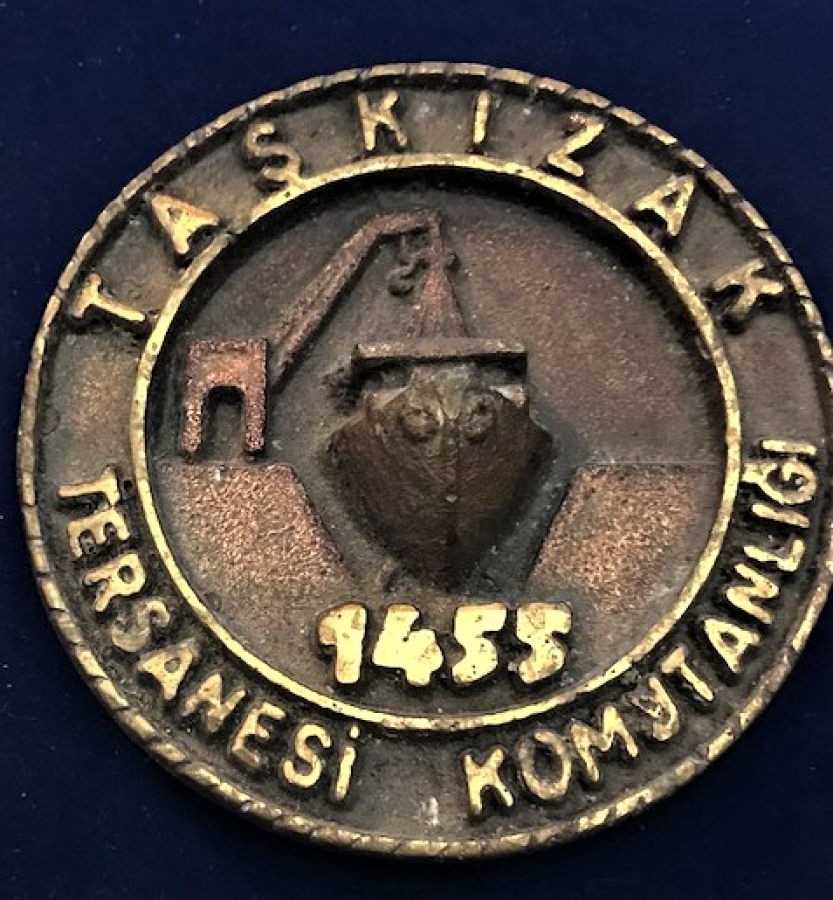 TAŞKIZAK
TERSANESİ KOMUTANLIĞI
1455